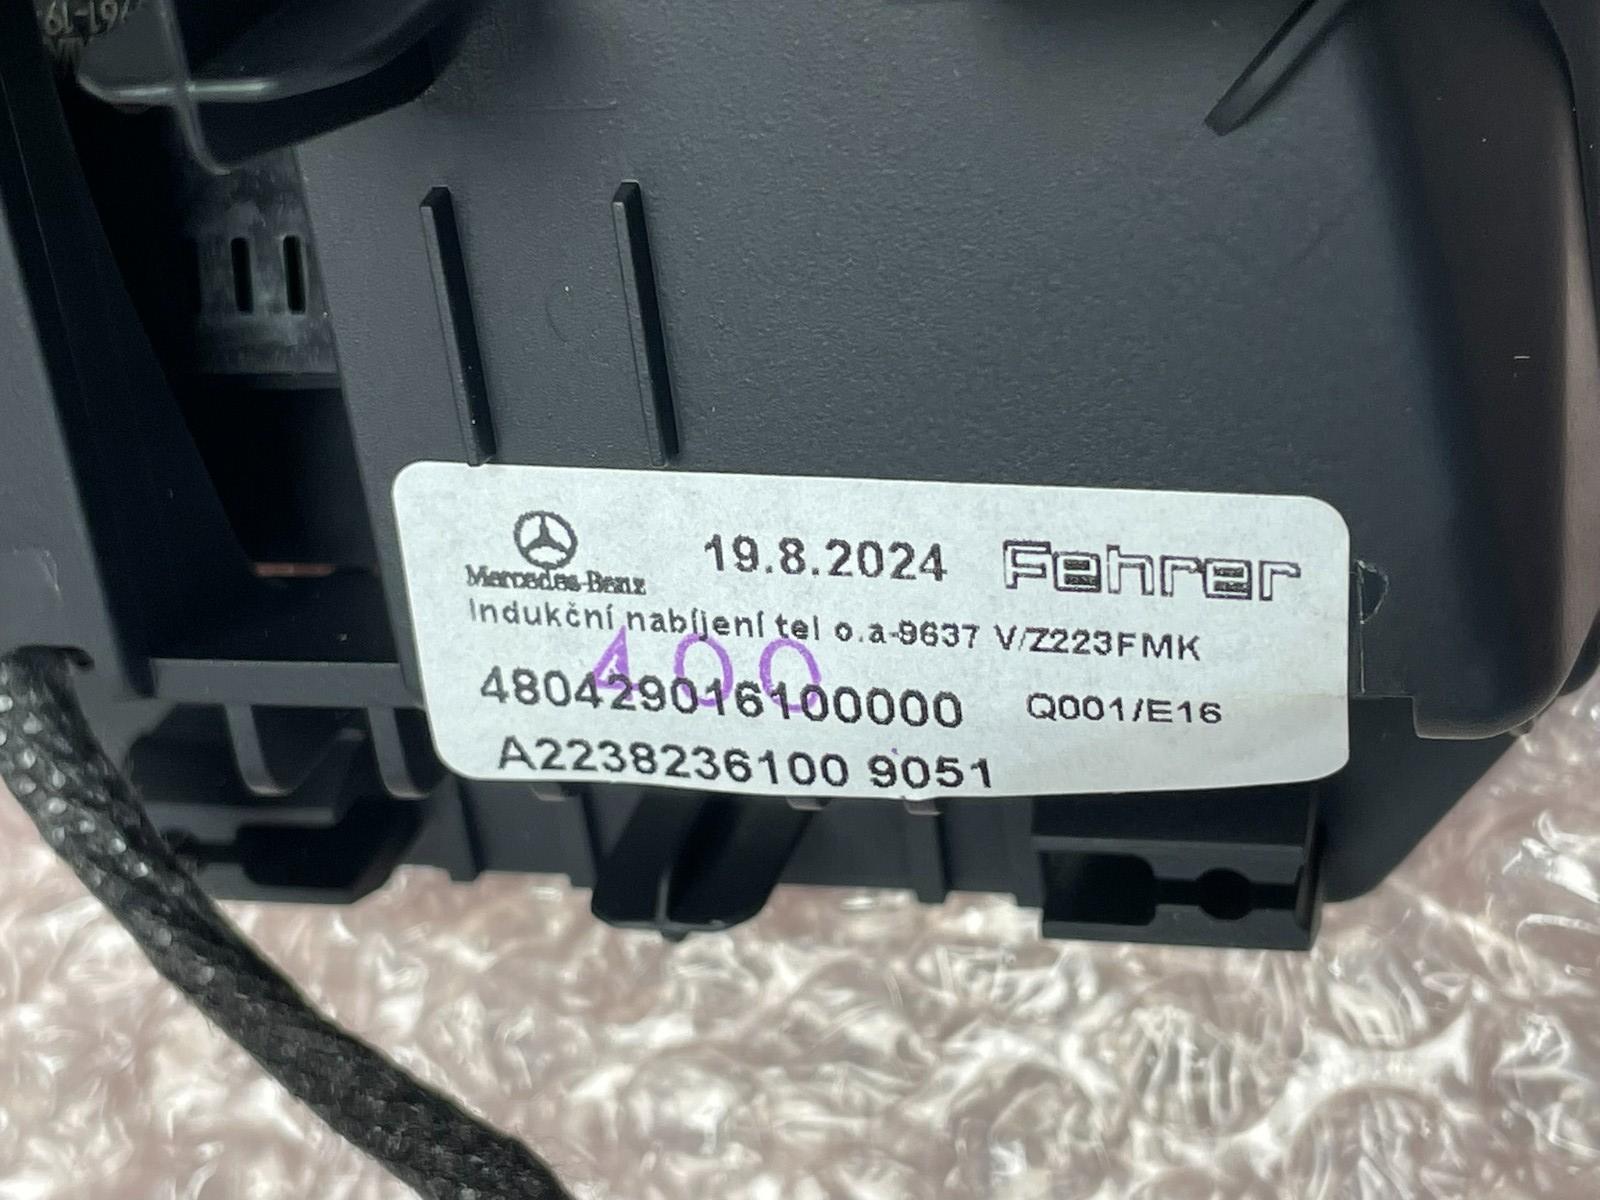 Mercedes-Benz 19.8.2024 Fehrer
Indukční nabíjení tel o.a-9637 V/Z223FMK
400
480429016100000 Q001/E16
A2238236100 9051